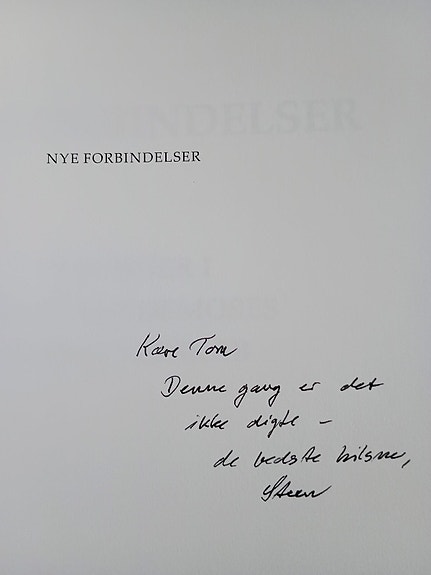 NYE FORBINDELSER
Kære Tom
Denne gang er det
ikke digte –
de bedste hilsner,
Steen